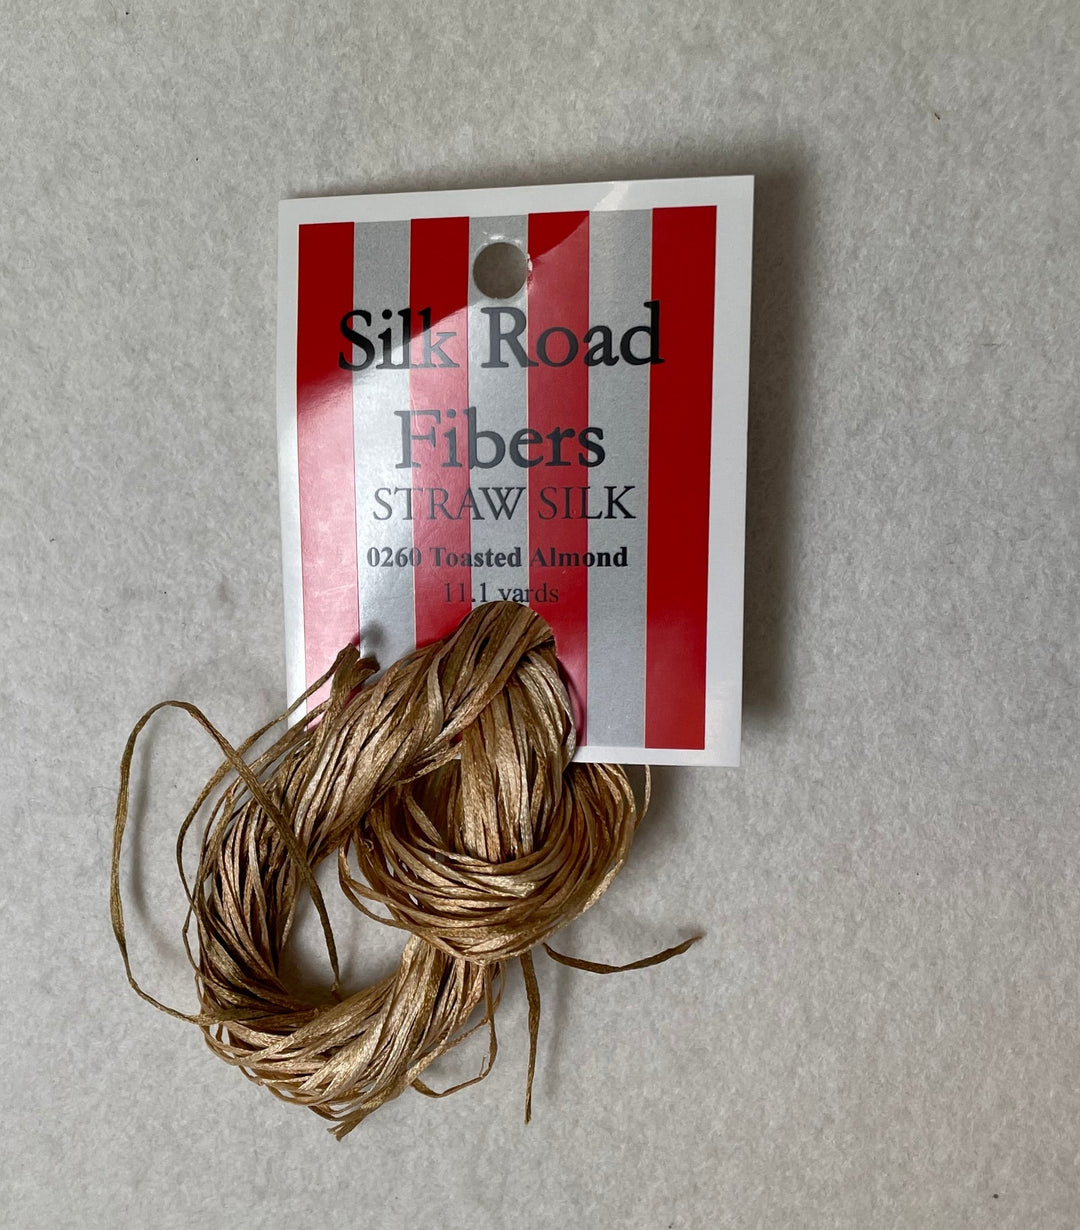 Silk Road
Fibers
STRAW SILK
0260 Toasted Almond
11.1 yards